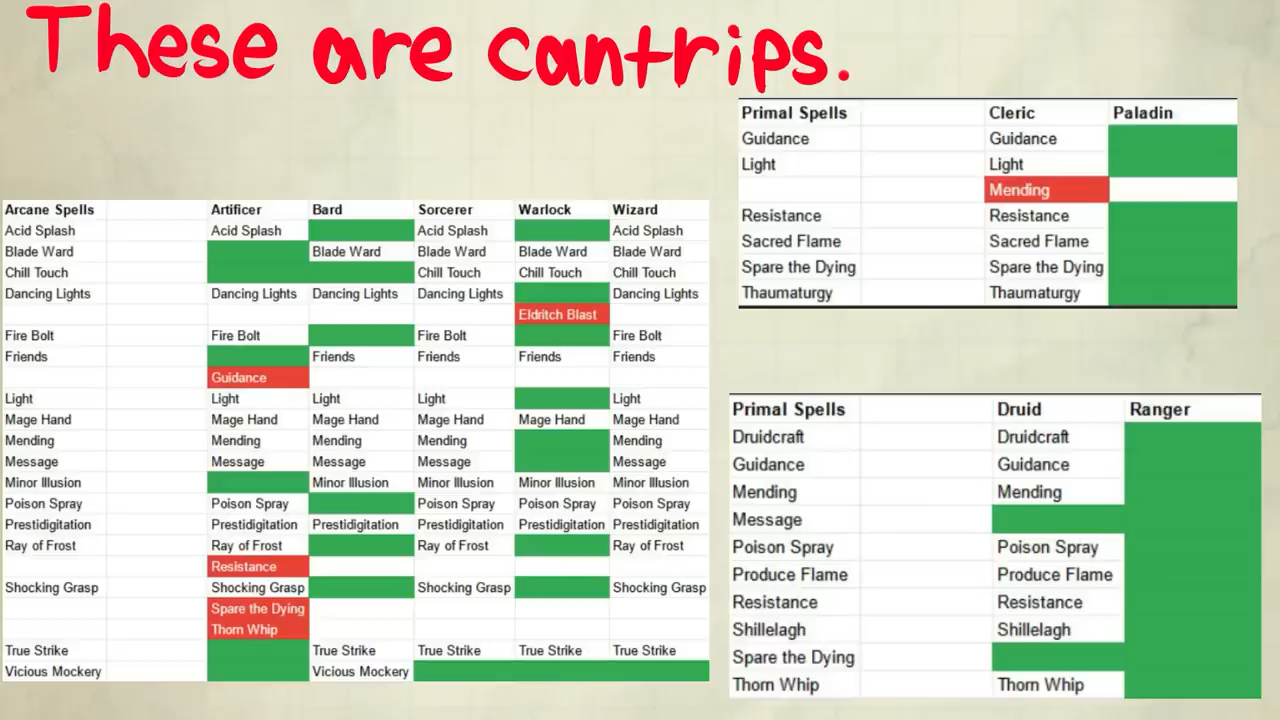 These are cantrips.
Primal Spells Cleric Paladin
Guidance Guidance
Light Light
Mending
Resistance Resistance
Sacred Flame Sacred Flame
Spare the Dying Spare the Dying
Thaumaturgy Thaumaturgy
Arcane Spells Artificer Bard Sorcerer Warlock Wizard
Acid Splash Acid Splash Acid Splash Acid Splash
Blade Ward Blade Ward Blade Ward Blade Ward Blade Ward
Chill Touch Chill Touch Chill Touch Chill Touch
Dancing Lights Dancing Lights Dancing Lights Dancing Lights Dancing Lights
Eldritch Blast
Fire Bolt Fire Bolt Fire Bolt Fire Bolt
Friends Friends Friends Friends Friends
Guidance
Light Light Light Light Light
Mage Hand Mage Hand Mage Hand Mage Hand Mage Hand Mage Hand
Mending Mending Mending Mending Mending
Message Message Message Message Message
Minor Illusion Minor Illusion Minor Illusion Minor Illusion Minor Illusion
Poison Spray Poison Spray Poison Spray Poison Spray Poison Spray
Prestidigitation Prestidigitation Prestidigitation Prestidigitation Prestidigitation Prestidigitation
Ray of Frost Ray of Frost Ray of Frost Ray of Frost
Resistance
Shocking Grasp Shocking Grasp Shocking Grasp Shocking Grasp
Spare the Dying
Thorn Whip
True Strike True Strike True Strike True Strike True Strike
Vicious Mockery Vicious Mockery
Primal Spells Druid Ranger
Druidcraft Druidcraft
Guidance Guidance
Mending Mending
Message
Poison Spray Poison Spray
Produce Flame Produce Flame
Resistance Resistance
Shillelagh Shillelagh
Spare the Dying
Thorn Whip Thorn Whip